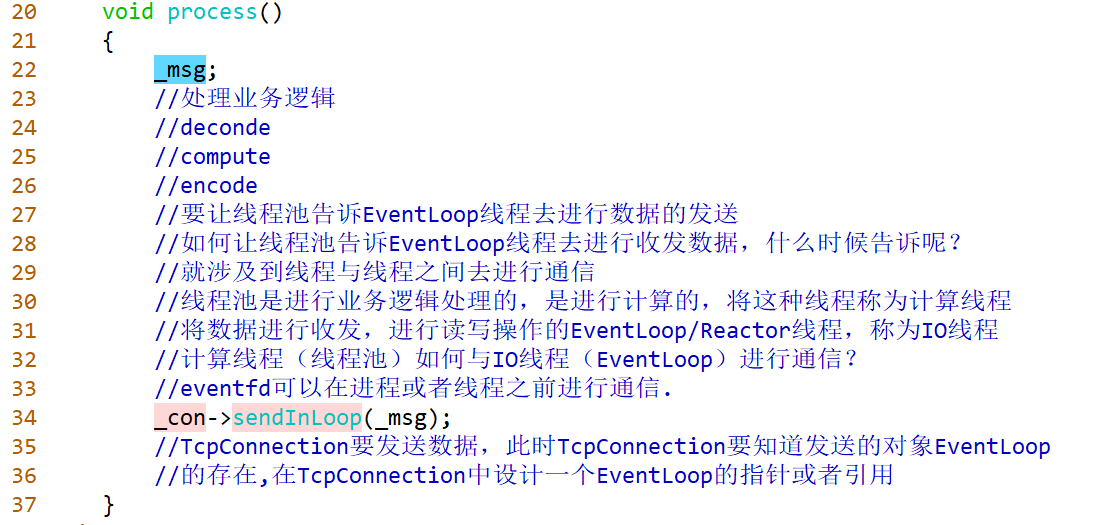 20 void process()
21 {
22 _msg;
23 //处理业务逻辑
24 //deconde
25 //compute
26 //encode
27 //要让线程池告诉EventLoop线程去进行数据的发送
28 //如何让线程池告诉EventLoop线程去进行收发数据，什么时候告诉呢？
29 //就涉及到线程与线程之间去进行通信
30 //线程池是进行业务逻辑处理的，是进行计算的，将这种线程称为计算线程
31 //将数据进行收发，进行读写操作的EventLoop/Reactor线程，称为IO线程
32 //计算线程（线程池）如何与IO线程（EventLoop）进行通信？
33 //eventfd可以在进程或者线程之前进行通信.
34 _con->sendInLoop(_msg);
35 //TcpConnection要发送数据，此时TcpConnection要知道发送的对象EventLoop
36 //的存在,在TcpConnection中设计一个EventLoop的指针或者引用
37 }